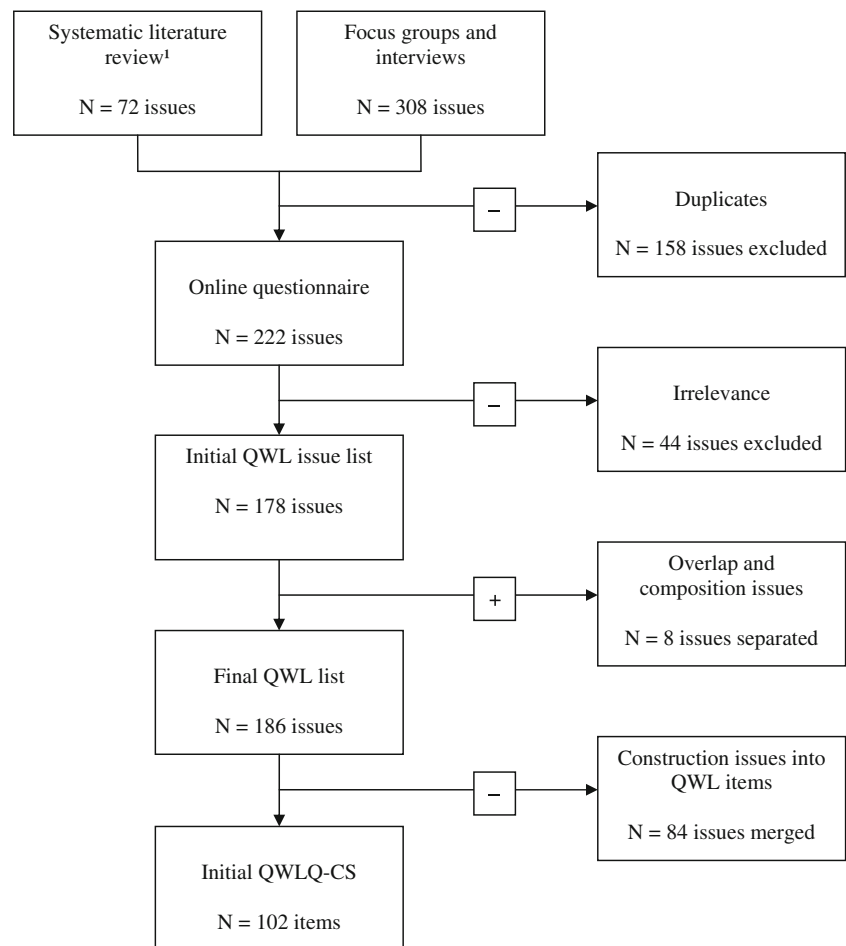 Systematic literature
review¹
N = 72 issues
Focus groups and
interviews
N = 308 issues
−
Duplicates
N = 158 issues excluded
Online questionnaire
N = 222 issues
−
Irrelevance
N = 44 issues excluded
Initial QWL issue list
N = 178 issues
+
Overlap and
composition issues
N = 8 issues separated
Final QWL list
N = 186 issues
−
Construction issues into
QWL items
N = 84 issues merged
Initial QWLQ-CS
N = 102 items